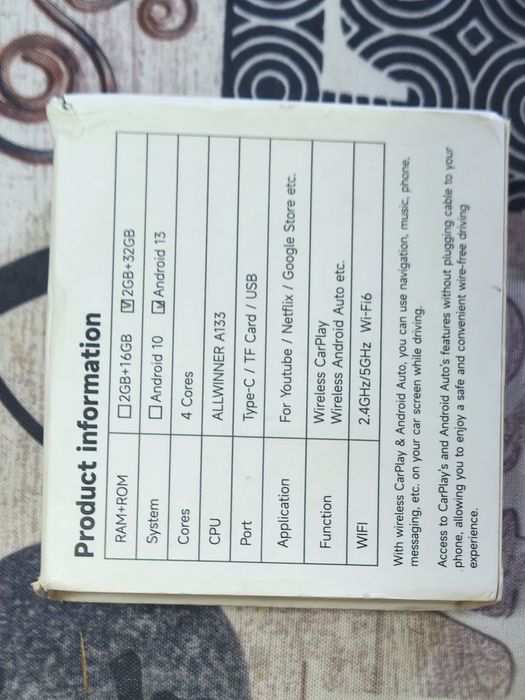 Product information
RAM+ROM ☐2GB+16GB ☑2GB+32GB
System ☐Android 10 ☑Android 13
Cores 4 Cores
CPU ALLWINNER A133
Port Type-C / TF Card / USB
Application For Youtube / Netflix / Google Store etc.
Function Wireless CarPlay
Wireless Android Auto etc.
WIFI 2.4GHz/5GHz Wi-Fi6
With wireless CarPlay & Android Auto, you can use navigation, music, phone,
messaging, etc. on your car screen while driving.
Access to CarPlay's and Android Auto's features without plugging cable to your
phone, allowing you to enjoy a safe and convenient wire-free driving
experience.